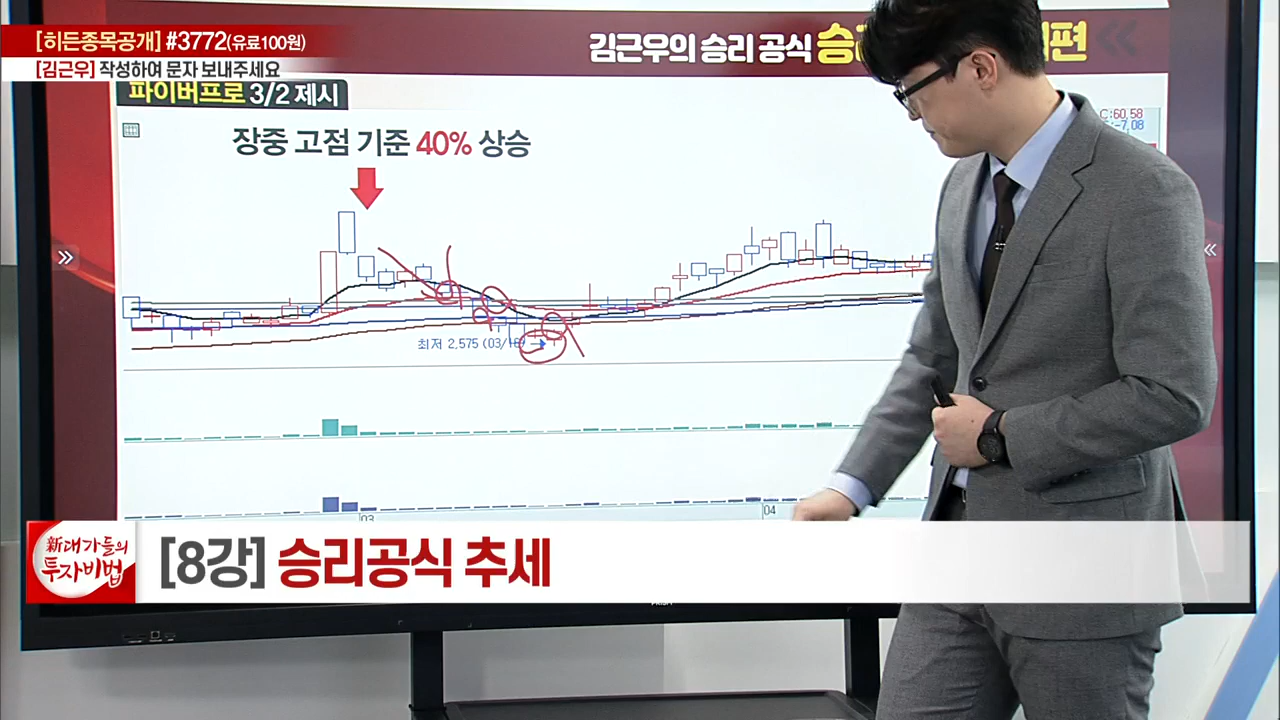 [히든종목공개] #3772(유료100원)
[김근우] 작성하여 문자 보내주세요
김근우의 승리 공식 편
파이버프로 3/2 제시
장중 고점 기준 40% 상승
C:60,58
-7,08
최저 2,575 (03/16)
03
04
新대가들의
투자비법
[8강] 승리공식 추세